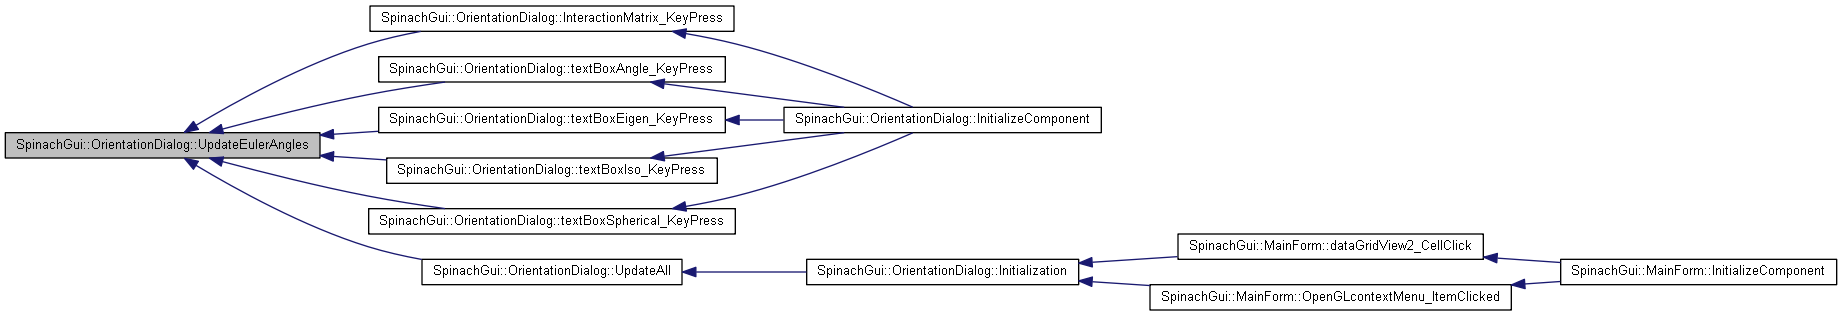 SpinachGui::OrientationDialog::InteractionMatrix_KeyPress
SpinachGui::OrientationDialog::textBoxAngle_KeyPress
SpinachGui::OrientationDialog::textBoxEigen_KeyPress
SpinachGui::OrientationDialog::InitializeComponent
SpinachGui::OrientationDialog::UpdateEulerAngles
SpinachGui::OrientationDialog::textBoxIso_KeyPress
SpinachGui::OrientationDialog::textBoxSpherical_KeyPress
SpinachGui::MainForm::dataGridView2_CellClick
SpinachGui::OrientationDialog::UpdateAll
SpinachGui::OrientationDialog::Initialization
SpinachGui::MainForm::InitializeComponent
SpinachGui::MainForm::OpenGLcontextMenu_ItemClicked